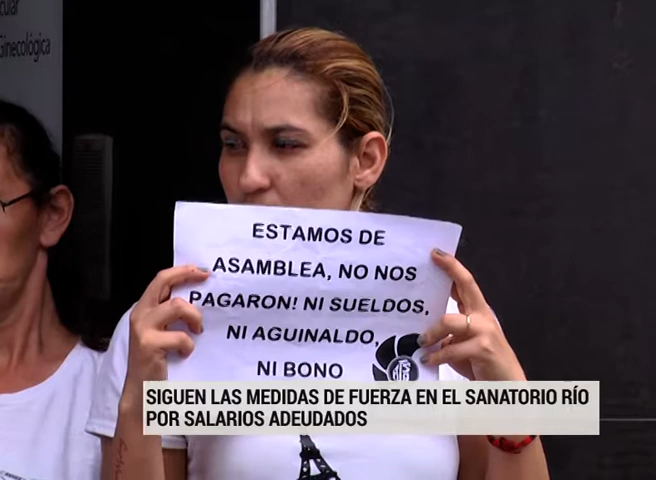 cular
Ginecológica
ESTAMOS DE
ASAMBLEA, NO NOS
PAGARON! NI SUELDOS,
NI AGUINALDO,
NI BONO
SIGUEN LAS MEDIDAS DE FUERZA EN EL SANATORIO RÍO
POR SALARIOS ADEUDADOS